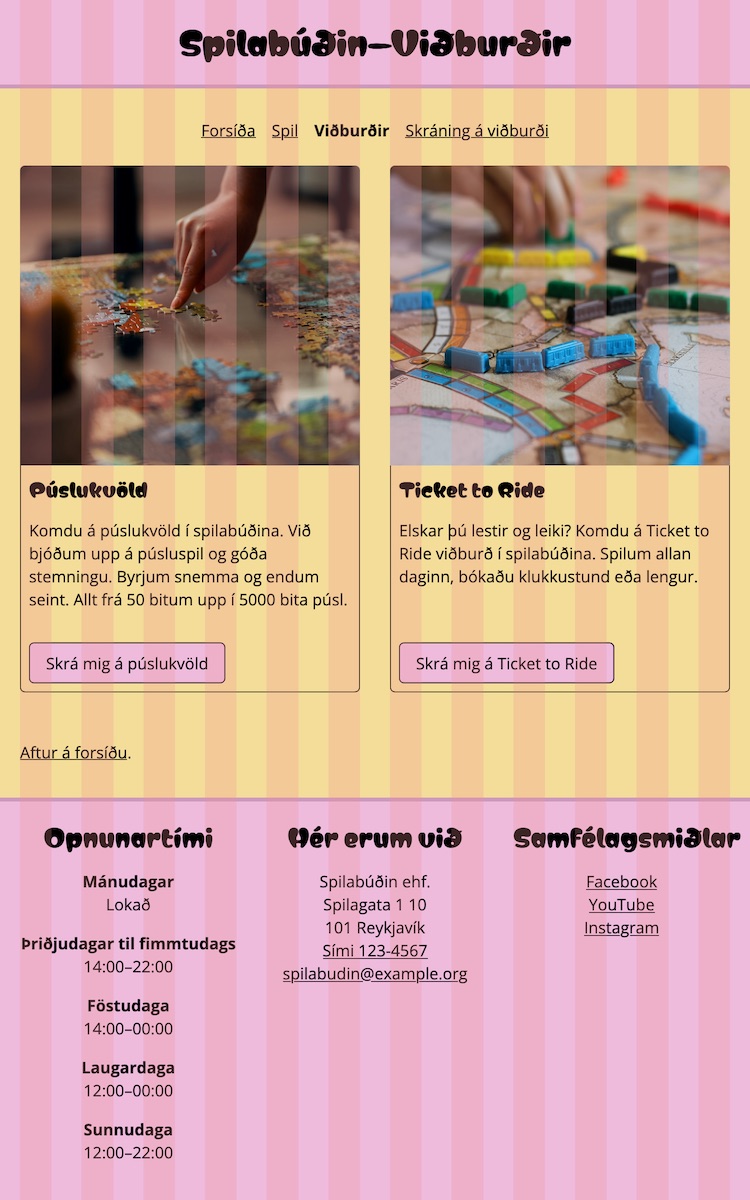 Spilabúðin–Viðburðir
Forsíða Spil Viðburðir Skráning á viðburði
Púslukvöld
Komdu á púslukvöld í spilabúðina. Við
bjóðum upp á púsluspil og góða
stemningu. Byrjum snemma og endum
seint. Allt frá 50 bitum upp í 5000 bita púsl.
Skrá mig á púslukvöld
Ticket to Ride
Elskar þú lestir og leiki? Komdu á Ticket to
Ride viðburð í spilabúðina. Spilum allan
daginn, bókaðu klukkustund eða lengur.
Skrá mig á Ticket to Ride
Aftur á forsíðu.
Opnunartími
Mánudagar
Lokað
Þriðjudagar til fimmtudags
14:00–22:00
Föstudaga
14:00–00:00
Laugardaga
12:00–00:00
Sunnudaga
12:00–22:00
Hér erum við
Spilabúðin ehf.
Spilagata 1 10
101 Reykjavík
Sími 123-4567
spilabudin@example.org
Samfélagsmiðlar
Facebook
YouTube
Instagram